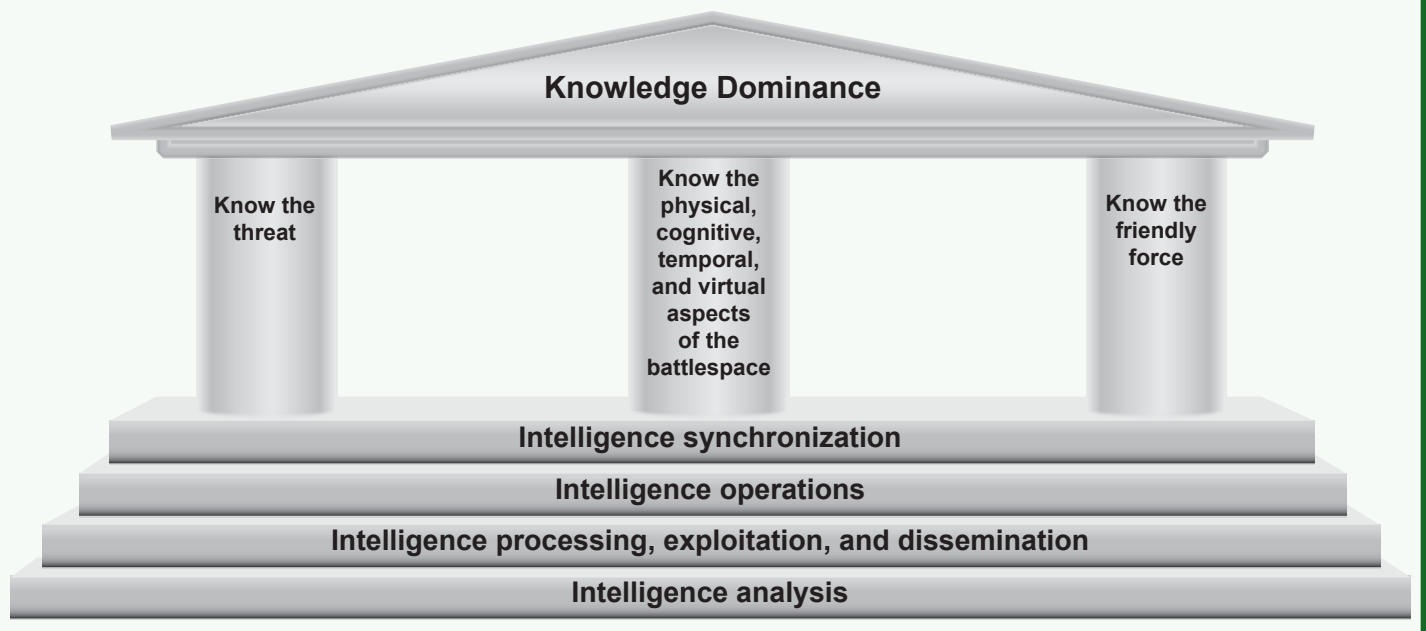 Knowledge Dominance
Know the
threat
Know the
physical,
cognitive,
temporal,
and virtual
aspects
of the
battlespace
Know the
friendly
force
Intelligence synchronization
Intelligence operations
Intelligence processing, exploitation, and dissemination
Intelligence analysis